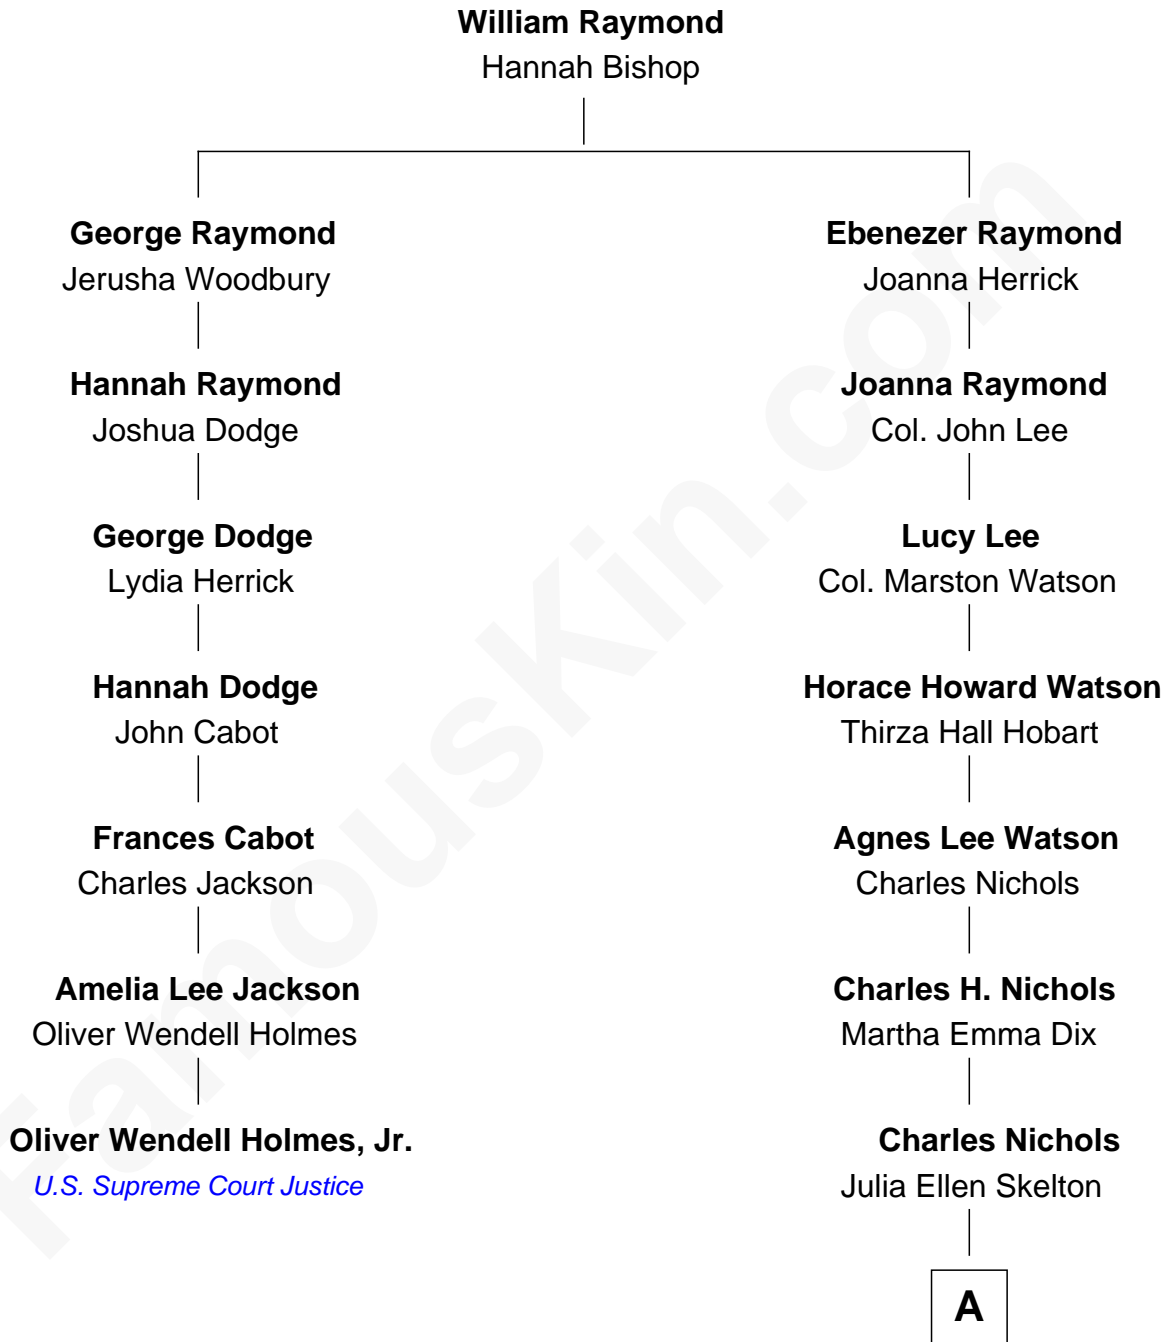 William Raymond
Hannah Bishop
George Raymond
Jerusha Woodbury
Ebenezer Raymond
Joanna Herrick
Hannah Raymond
Joshua Dodge
Joanna Raymond
Col. John Lee
George Dodge
Lydia Herrick
Lucy Lee
Col. Marston Watson
Hannah Dodge
John Cabot
Horace Howard Watson
Thirza Hall Hobart
Frances Cabot
Charles Jackson
Agnes Lee Watson
Charles Nichols
Amelia Lee Jackson
Oliver Wendell Holmes
Charles H. Nichols
Martha Emma Dix
Oliver Wendell Holmes, Jr.
U.S. Supreme Court Justice
Charles Nichols
Julia Ellen Skelton
A
FamousKin.com